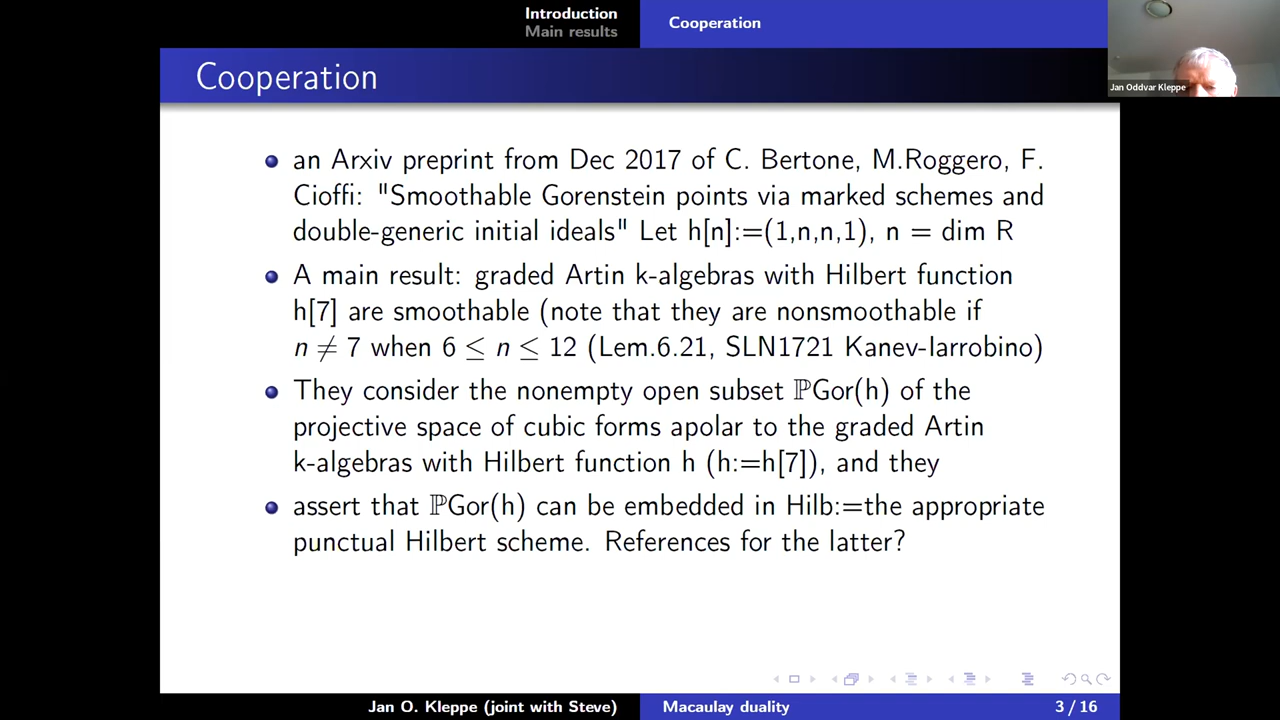 Introduction
Main results
Cooperation
Cooperation
Jan Oddvar Kleppe
an Arxiv preprint from Dec 2017 of C. Bertone, M.Roggero, F.
Cioffi: "Smoothable Gorenstein points via marked schemes and
double-generic initial ideals" Let h[n]:=(1,n,n,1), n = dim R
A main result: graded Artin k-algebras with Hilbert function
h[7] are smoothable (note that they are nonsmoothable if
n ≠ 7 when 6 ≤ n ≤ 12 (Lem.6.21, SLN1721 Kanev-Iarrobino)
They consider the nonempty open subset ℙGor(h) of the
projective space of cubic forms apolar to the graded Artin
k-algebras with Hilbert function h (h:=h[7]), and they
assert that ℙGor(h) can be embedded in Hilb:=the appropriate
punctual Hilbert scheme. References for the latter?
Jan O. Kleppe (joint with Steve)
Macaulay duality
3 / 16